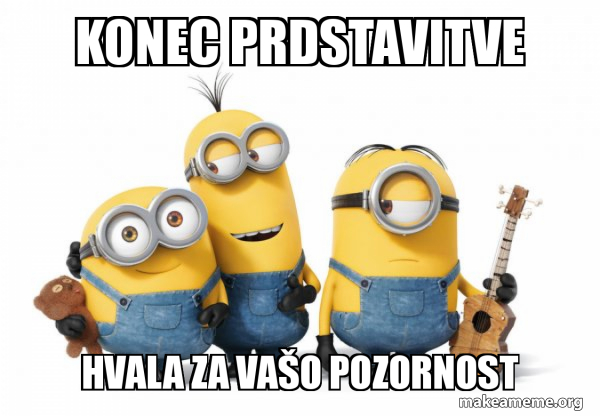 KONEC PRDSTAVITVE
HVALA ZA VAŠO POZORNOST
makeameme.org